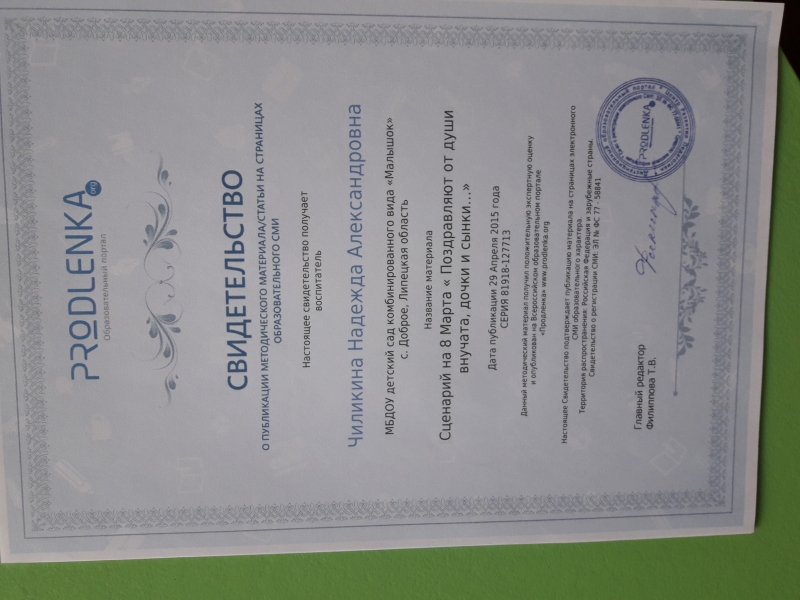 PRODLENKA
.org
Образовательный портал
СВИДЕТЕЛЬСТВО
О ПУБЛИКАЦИИ МЕТОДИЧЕСКОГО МАТЕРИАЛА/СТАТЬИ НА СТРАНИЦАХ
ОБРАЗОВАТЕЛЬНОГО СМИ
Настоящее свидетельство получает
воспитатель
Чиликина Надежда Александровна
МБДОУ детский сад комбинированного вида «Малышок»
с. Доброе, Липецкая область
Название материала
Сценарий на 8 Марта « Поздравляют от души
внучата, дочки и сынки...»
Дата публикации 29 Апреля 2015 года
СЕРИЯ 81918-127713
Данный методический материал получил положительную экспертную оценку
и опубликован на Всероссийском образовательном портале
«Продленка» www.prodlenka.org
Настоящее Свидетельство подтверждает публикацию материала на страницах электронного
СМИ образовательного характера.
Территория распространения: Российская Федерация и зарубежные страны.
Свидетельство о регистрации СМИ: ЭЛ № ФС 77 - 58841
Главный редактор
Филиппова Т.В.
PRODLENKA